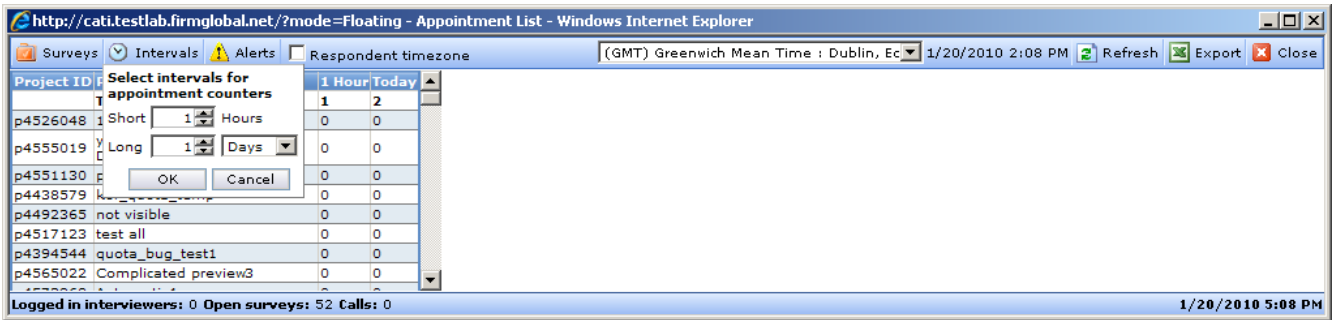 http://cati.testlab.firmglobal.net/?mode=Floating - Appointment List - Windows Internet Explorer
Surveys Intervals Alerts Respondent timezone (GMT) Greenwich Mean Time : Dublin, Ec 1/20/2010 2:08 PM Refresh Export Close
Project ID 1 Hour Today
Select intervals for
appointment counters
1 2
Short 1 Hours
p4526048 0 0
Long 1 Days
p4555019 0 0
OK Cancel
p4551130 0 0
p4438579 0 0
p4492365 not visible 0 0
p4517123 test all 0 0
p4394544 quota_bug_test1 0 0
p4565022 Complicated preview3 0 0
Logged in interviewers: 0 Open surveys: 52 Calls: 0 1/20/2010 5:08 PM